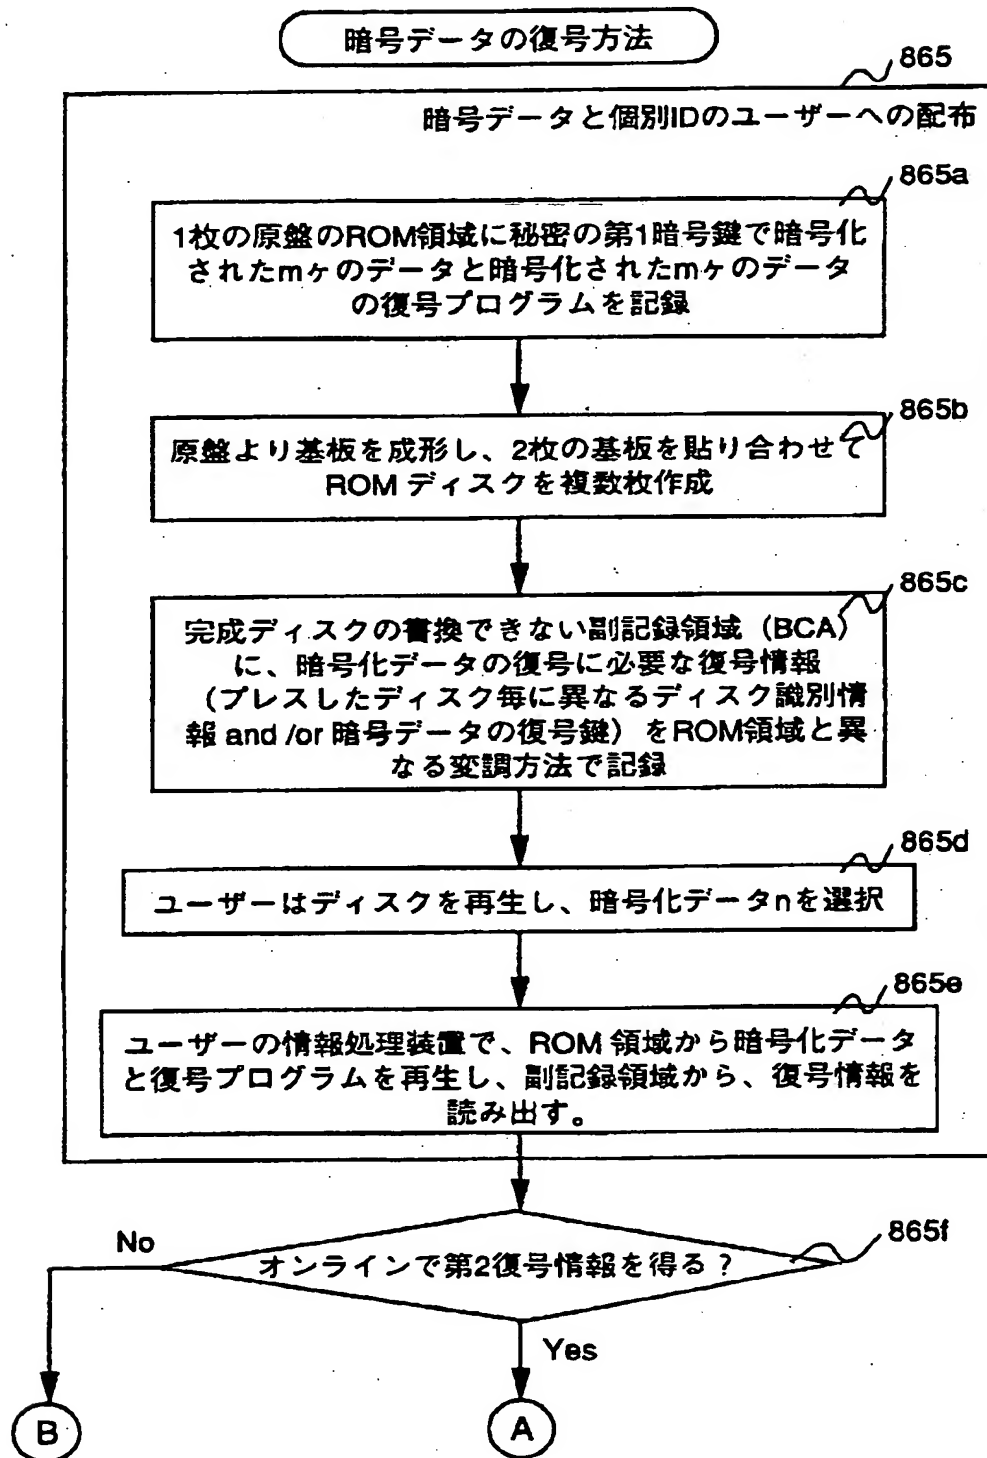 暗号データの復号方法
865
暗号データと個別IDのユーザーへの配布
865a
1枚の原盤のROM領域に秘密の第1暗号鍵で暗号化
されたmヶのデータと暗号化されたmヶのデータ
の復号プログラムを記録
865b
原盤より基板を成形し、2枚の基板を貼り合わせて
ROM ディスクを複数枚作成
865c
完成ディスクの書換できない副記録領域（BCA）
に、暗号化データの復号に必要な復号情報
（プレスしたディスク毎に異なるディスク識別情
報 and /or 暗号データの復号鍵）をROM領域と異
なる変調方法で記録
865d
ユーザーはディスクを再生し、暗号化データnを選択
865e
ユーザーの情報処理装置で、ROM 領域から暗号化データ
と復号プログラムを再生し、副記録領域から、復号情報を
読み出す。
865f
オンラインで第2復号情報を得る？
No
Yes
B
A